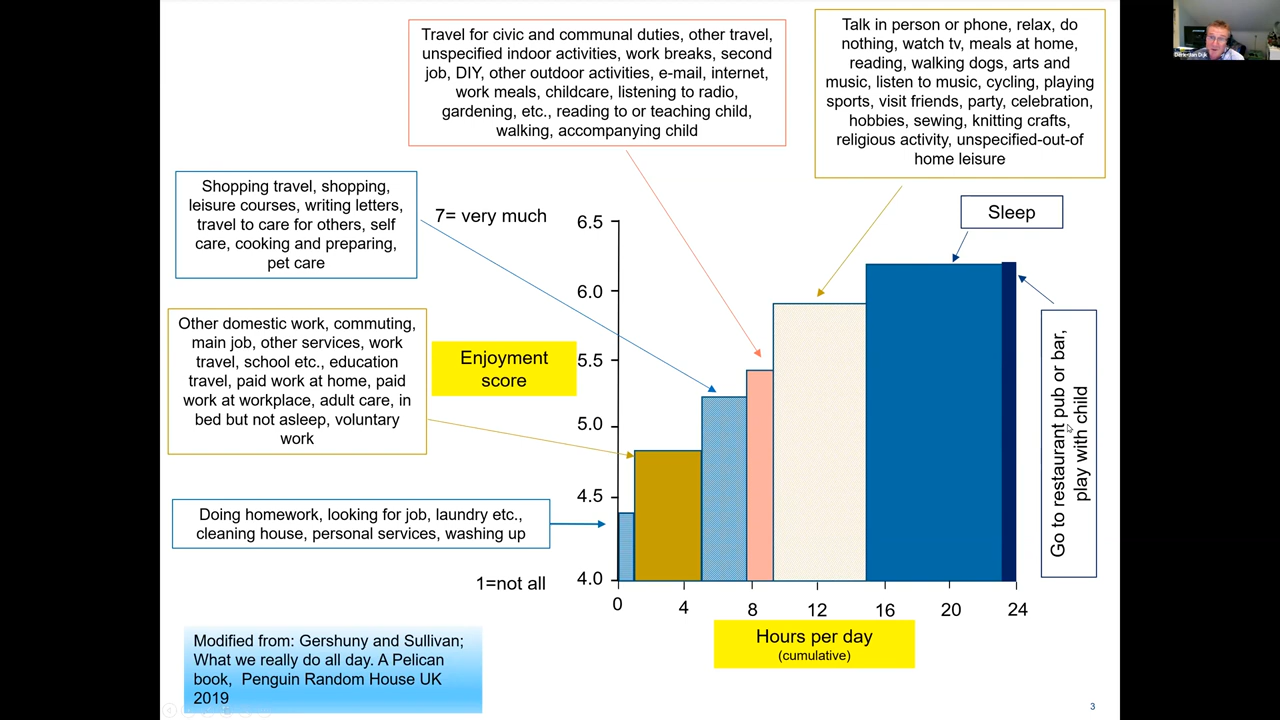 Travel for civic and communal duties, other travel,
unspecified indoor activities, work breaks, second
job, DIY, other outdoor activities, e-mail, internet,
work meals, childcare, listening to radio,
gardening, etc., reading to or teaching child,
walking, accompanying child
Talk in person or phone, relax, do
nothing, watch tv, meals at home,
reading, walking dogs, arts and
music, listen to music, cycling, playing
sports, visit friends, party, celebration,
hobbies, sewing, knitting crafts,
religious activity, unspecified-out-of
home leisure
Shopping travel, shopping,
leisure courses, writing letters,
travel to care for others, self
care, cooking and preparing,
pet care
7= very much
Sleep
Other domestic work, commuting,
main job, other services, work
travel, school etc., education
travel, paid work at home, paid
work at workplace, adult care, in
bed but not asleep, voluntary
work
Enjoyment
score
6.5
6.0
5.5
5.0
4.5
4.0
Go to restaurant pub or bar,
play with child
Doing homework, looking for job, laundry etc.,
cleaning house, personal services, washing up
1=not all
0 4 8 12 16 20 24
Hours per day
(cumulative)
Modified from: Gershuny and Sullivan;
What we really do all day. A Pelican
book, Penguin Random House UK
2019
3